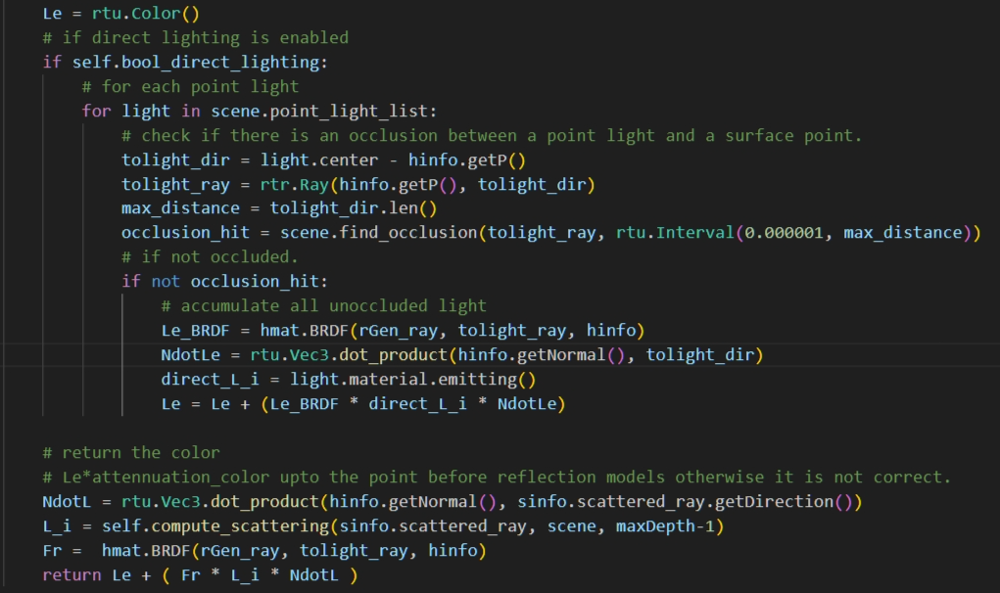 Le = rtu.Color()
# if direct lighting is enabled
if self.bool_direct_lighting:
# for each point light
for light in scene.point_light_list:
# check if there is an occlusion between a point light and a surface point.
tolight_dir = light.center - hinfo.getP()
tolight_ray = rtr.Ray(hinfo.getP(), tolight_dir)
max_distance = tolight_dir.len()
occlusion_hit = scene.find_occlusion(tolight_ray, rtu.Interval(0.000001, max_distance))
# if not occluded.
if not occlusion_hit:
# accumulate all unoccluded light
Le_BRDF = hmat.BRDF(rGen_ray, tolight_ray, hinfo)
NdotLe = rtu.Vec3.dot_product(hinfo.getNormal(), tolight_dir)
direct_L_i = light.material.emitting()
Le = Le + (Le_BRDF * direct_L_i * NdotLe)
# return the color
# Le*attennuation_color upto the point before reflection models otherwise it is not correct.
NdotL = rtu.Vec3.dot_product(hinfo.getNormal(), sinfo.scattered_ray.getDirection())
L_i = self.compute_scattering(sinfo.scattered_ray, scene, maxDepth-1)
Fr =  hmat.BRDF(rGen_ray, tolight_ray, hinfo)
return Le + ( Fr * L_i * NdotL )